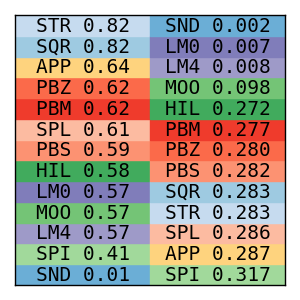 STR 0.82 SND 0.002
SQR 0.82 LM0 0.007
APP 0.64 LM4 0.008
PBZ 0.62 MOO 0.098
PBM 0.62 HIL 0.272
SPL 0.61 PBM 0.277
PBS 0.59 PBZ 0.280
HIL 0.58 PBS 0.282
LM0 0.57 SQR 0.283
MOO 0.57 STR 0.283
LM4 0.57 SPL 0.286
SPI 0.41 APP 0.287
SND 0.01 SPI 0.317